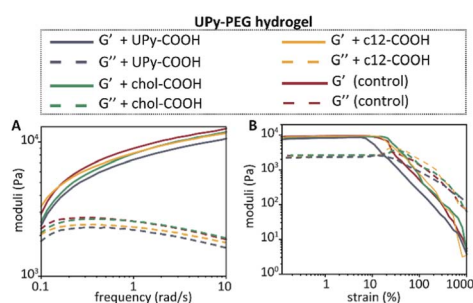 UPy-PEG hydrogel
G' + UPy-COOH
G'' + UPy-COOH
G' + chol-COOH
G'' + chol-COOH
G' + c12-COOH
G'' + c12-COOH
G' (control)
G'' (control)
A
10⁴
moduli (Pa)
10³
0.1 1 10
frequency (rad/s)
B
10⁵
10⁴
10³
10²
10¹
10⁰
moduli (Pa)
1 10 100 1000
strain (%)